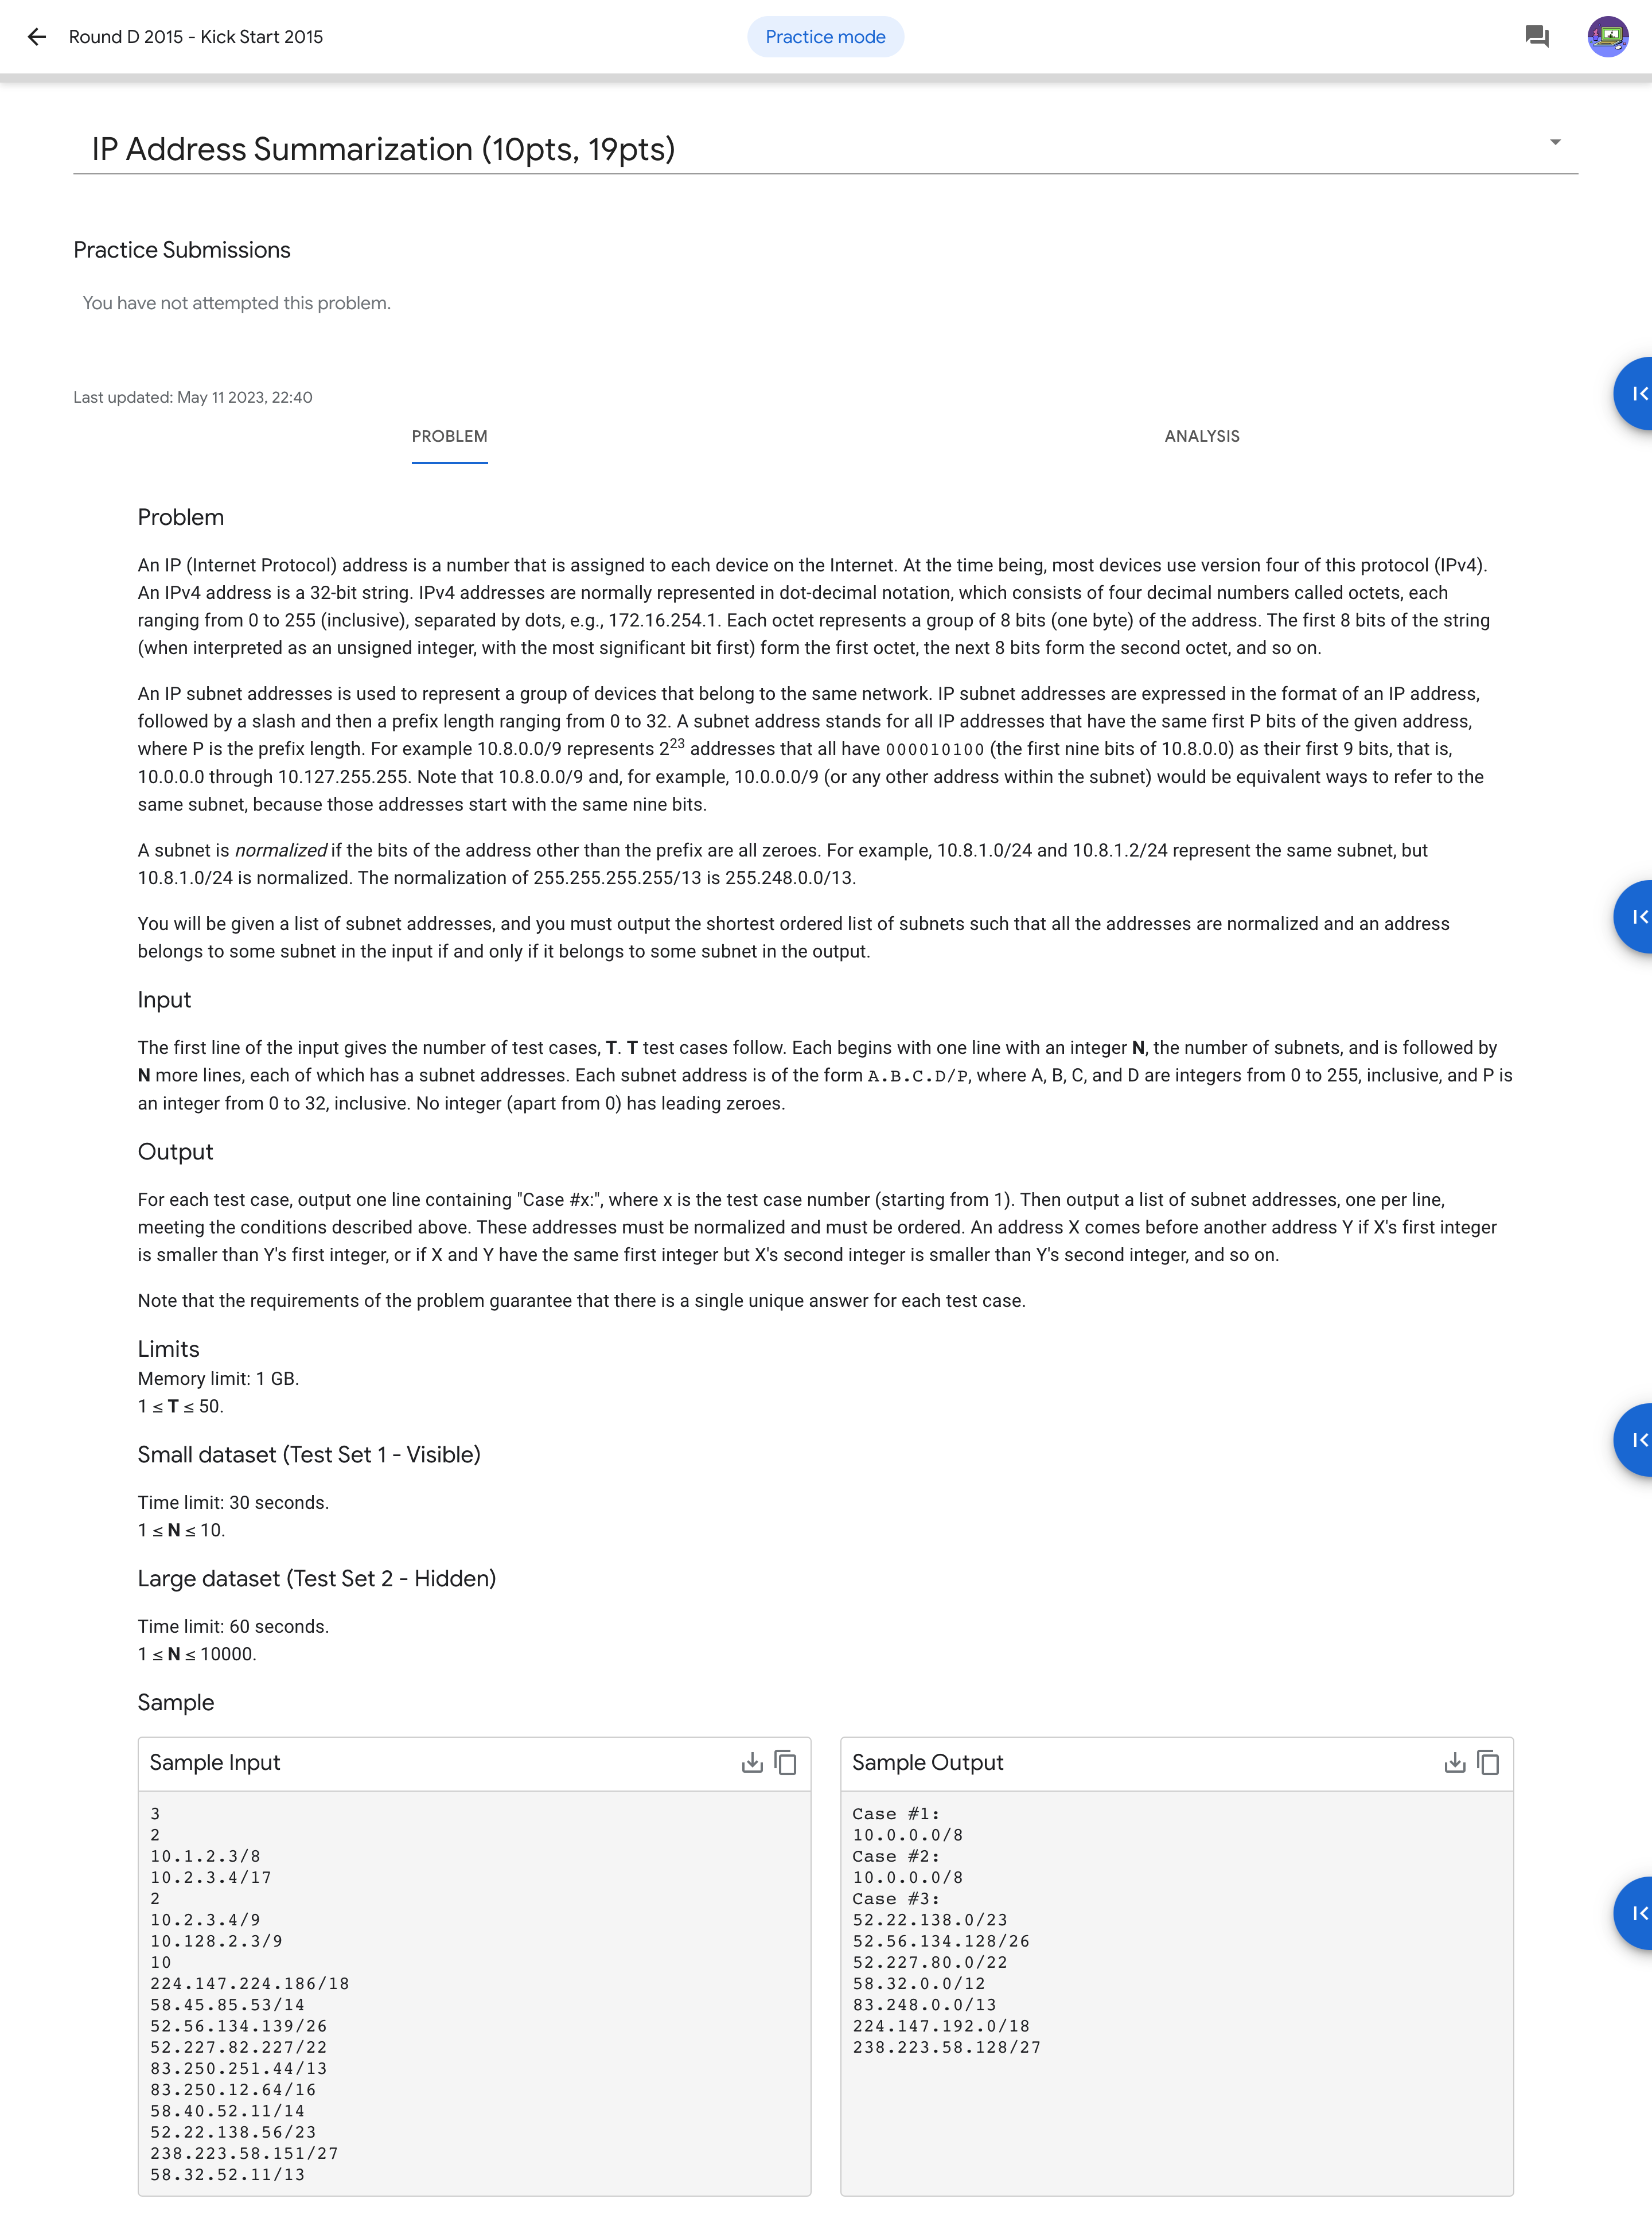 Round D 2015 - Kick Start 2015
Practice mode
IP Address Summarization (10pts, 19pts)
Practice Submissions
You have not attempted this problem.
Last updated: May 11 2023, 22:40
PROBLEM
ANALYSIS
Problem
An IP (Internet Protocol) address is a number that is assigned to each device on the Internet. At the time being, most devices use version four of this protocol (IPv4).
An IPv4 address is a 32-bit string. IPv4 addresses are normally represented in dot-decimal notation, which consists of four decimal numbers called octets, each
ranging from 0 to 255 (inclusive), separated by dots, e.g., 172.16.254.1. Each octet represents a group of 8 bits (one byte) of the address. The first 8 bits of the string
(when interpreted as an unsigned integer, with the most significant bit first) form the first octet, the next 8 bits form the second octet, and so on.
An IP subnet addresses is used to represent a group of devices that belong to the same network. IP subnet addresses are expressed in the format of an IP address,
followed by a slash and then a prefix length ranging from 0 to 32. A subnet address stands for all IP addresses that have the same first P bits of the given address,
where P is the prefix length. For example 10.8.0.0/9 represents 2²³ addresses that all have 000010100 (the first nine bits of 10.8.0.0) as their first 9 bits, that is,
10.0.0.0 through 10.127.255.255. Note that 10.8.0.0/9 and, for example, 10.0.0.0/9 (or any other address within the subnet) would be equivalent ways to refer to the
same subnet, because those addresses start with the same nine bits.
A subnet is normalized if the bits of the address other than the prefix are all zeroes. For example, 10.8.1.0/24 and 10.8.1.2/24 represent the same subnet, but
10.8.1.0/24 is normalized. The normalization of 255.255.255.255/13 is 255.248.0.0/13.
You will be given a list of subnet addresses, and you must output the shortest ordered list of subnets such that all the addresses are normalized and an address
belongs to some subnet in the input if and only if it belongs to some subnet in the output.
Input
The first line of the input gives the number of test cases, T. T test cases follow. Each begins with one line with an integer N, the number of subnets, and is followed by
N more lines, each of which has a subnet addresses. Each subnet address is of the form A.B.C.D/P, where A, B, C, and D are integers from 0 to 255, inclusive, and P is
an integer from 0 to 32, inclusive. No integer (apart from 0) has leading zeroes.
Output
For each test case, output one line containing "Case #x:", where x is the test case number (starting from 1). Then output a list of subnet addresses, one per line,
meeting the conditions described above. These addresses must be normalized and must be ordered. An address X comes before another address Y if X's first integer
is smaller than Y's first integer, or if X and Y have the same first integer but X's second integer is smaller than Y's second integer, and so on.
Note that the requirements of the problem guarantee that there is a single unique answer for each test case.
Limits
Memory limit: 1 GB.
1 ≤ T ≤ 50.
Small dataset (Test Set 1 - Visible)
Time limit: 30 seconds.
1 ≤ N ≤ 10.
Large dataset (Test Set 2 - Hidden)
Time limit: 60 seconds.
1 ≤ N ≤ 10000.
Sample
Sample Input
3
2
10.1.2.3/8
10.2.3.4/17
2
10.2.3.4/9
10.128.2.3/9
10
224.147.224.186/18
58.45.85.53/14
52.56.134.139/26
52.227.82.227/22
83.250.251.44/13
83.250.12.64/16
58.40.52.11/14
52.22.138.56/23
238.223.58.151/27
58.32.52.11/13
Sample Output
Case #1:
10.0.0.0/8
Case #2:
10.0.0.0/8
Case #3:
52.22.138.0/23
52.56.134.128/26
52.227.80.0/22
58.32.0.0/12
83.248.0.0/13
224.147.192.0/18
238.223.58.128/27